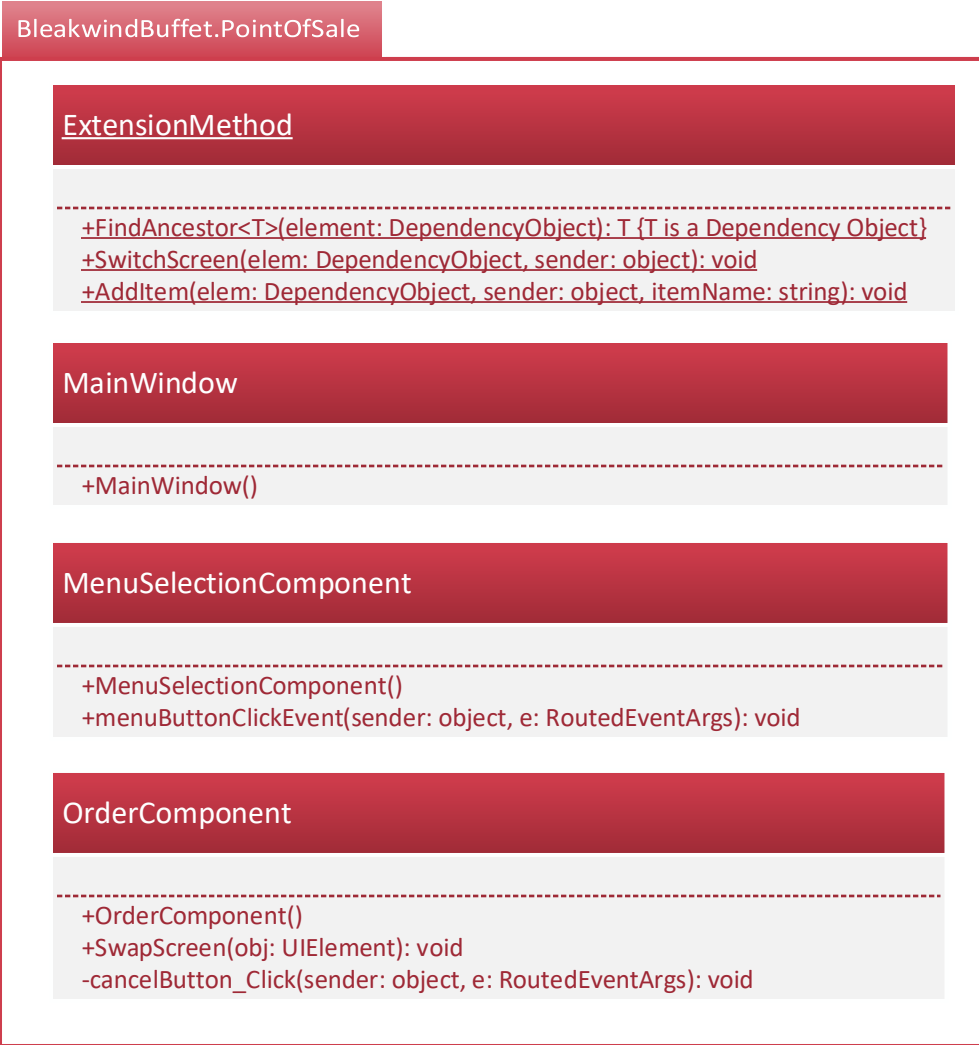 BleakwindBuffet.PointOfSale
ExtensionMethod
+FindAncestor<T>(element: DependencyObject): T {T is a Dependency Object}
+SwitchScreen(elem: DependencyObject, sender: object): void
+AddItem(elem: DependencyObject, sender: object, itemName: string): void
MainWindow
+MainWindow()
MenuSelectionComponent
+MenuSelectionComponent()
+menuButtonClickEvent(sender: object, e: RoutedEventArgs): void
OrderComponent
+OrderComponent()
+SwapScreen(obj: UIElement): void
-cancelButton_Click(sender: object, e: RoutedEventArgs): void